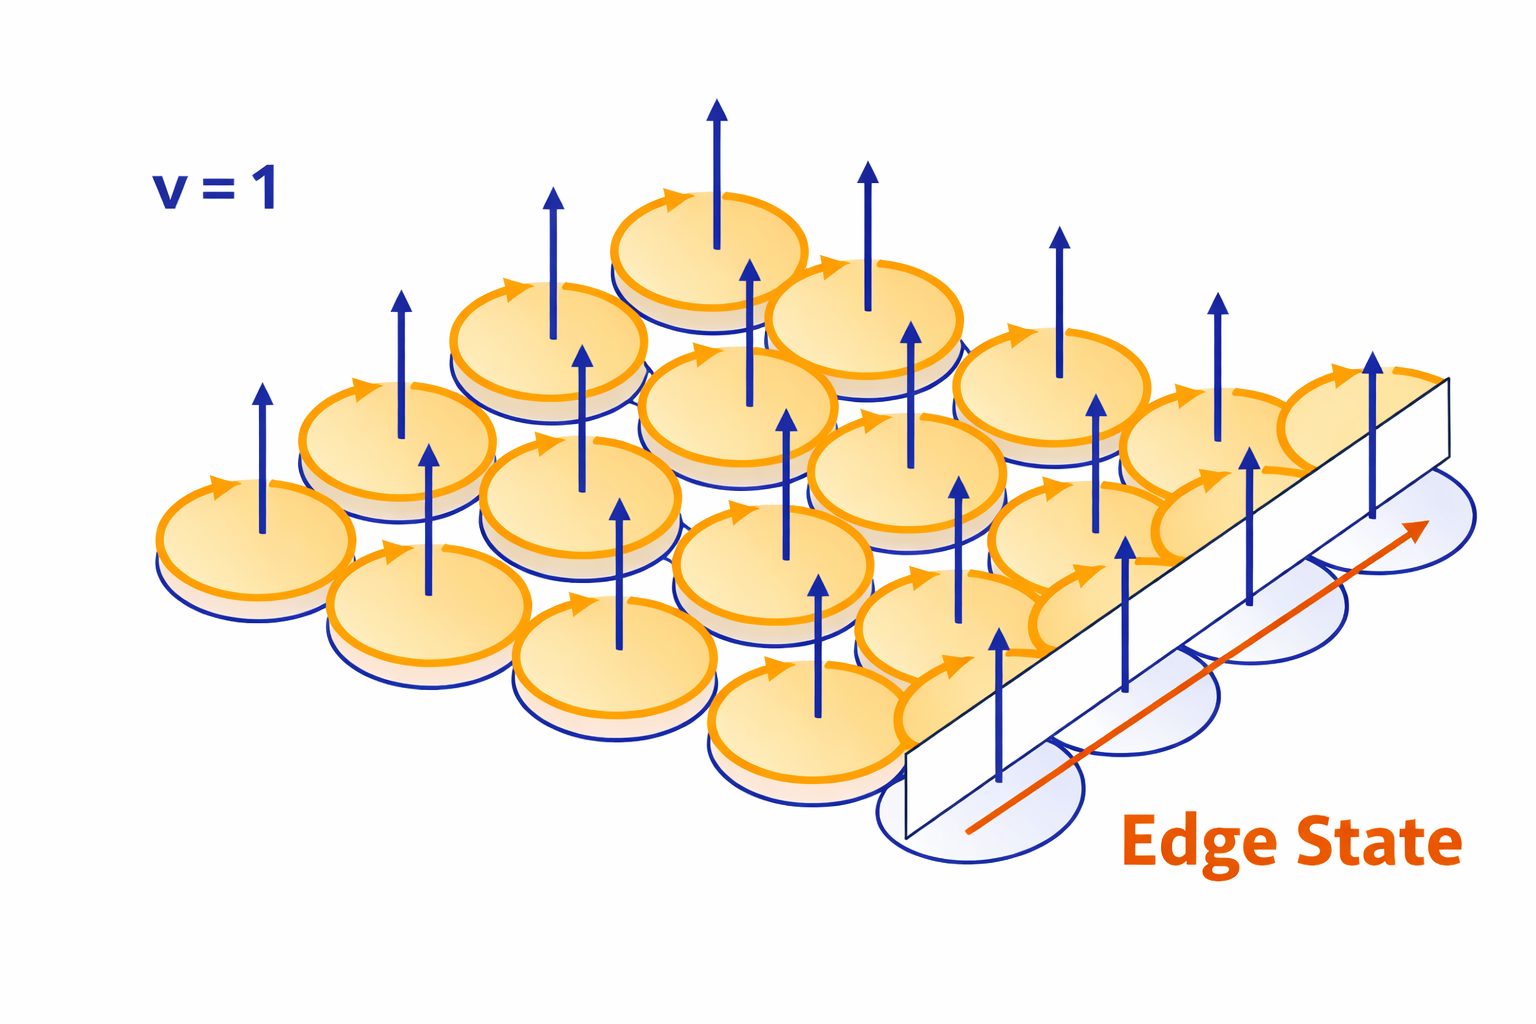 v = 1
Edge State